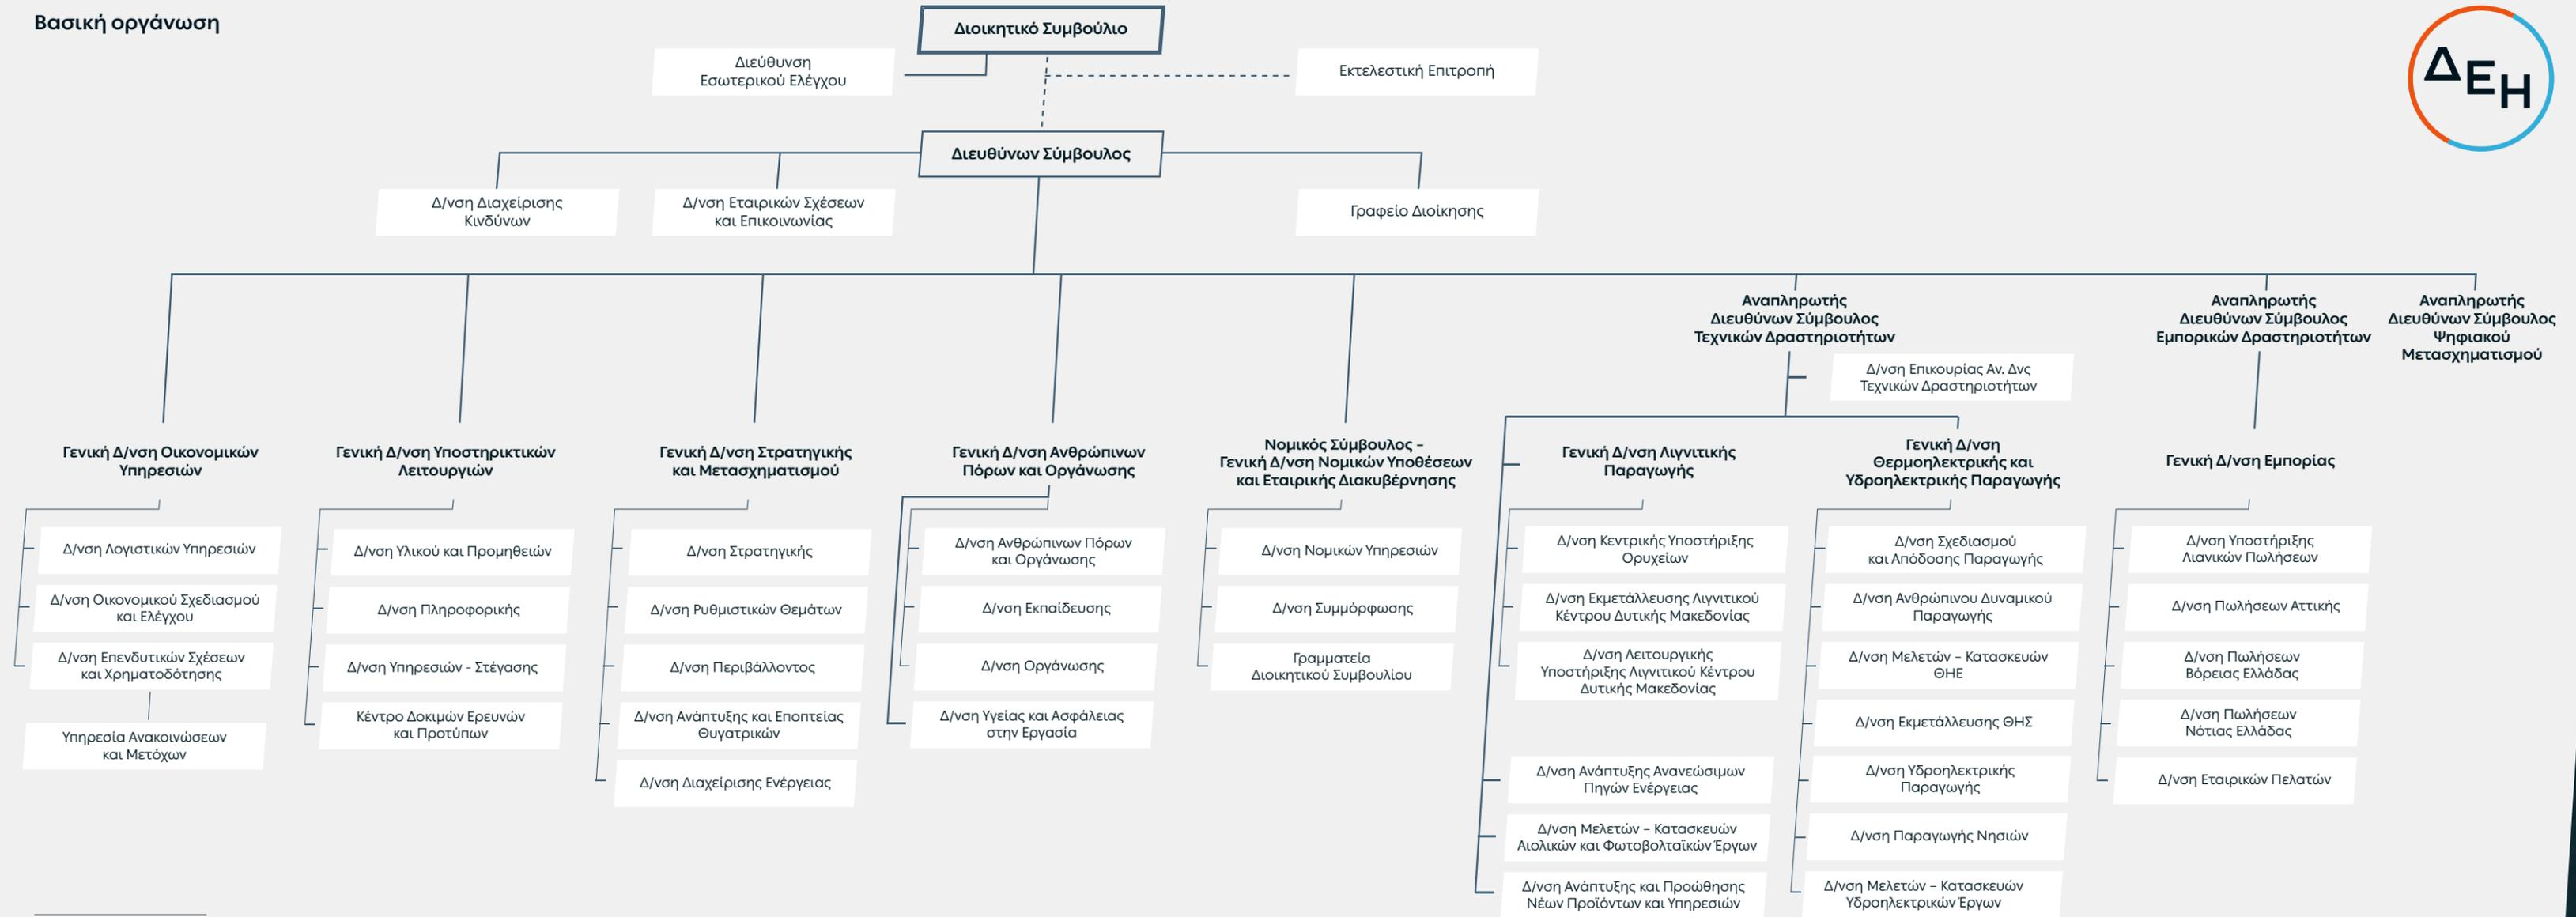 Βασική οργάνωση
Διοικητικό Συμβούλιο
Διεύθυνση
Εσωτερικού Ελέγχου
Εκτελεστική Επιτροπή
ΔΕΗ
Διευθύνων Σύμβουλος
Δ/νση Διαχείρισης
Κινδύνων
Δ/νση Εταιρικών Σχέσεων
και Επικοινωνίας
Γραφείο Διοίκησης
Αναπληρωτής
Διευθύνων Σύμβουλος
Τεχνικών Δραστηριοτήτων
Αναπληρωτής
Διευθύνων Σύμβουλος
Εμπορικών Δραστηριοτήτων
Αναπληρωτής
Διευθύνων Σύμβουλος
Ψηφιακού
Μετασχηματισμού
Δ/νση Επικουρίας Αν. Δνς
Τεχνικών Δραστηριοτήτων
Γενική Δ/νση Οικονομικών
Υπηρεσιών
Δ/νση Λογιστικών Υπηρεσιών
Δ/νση Οικονομικού Σχεδιασμού
και Ελέγχου
Δ/νση Επενδυτικών Σχέσεων
και Χρηματοδότησης
Υπηρεσία Ανακοινώσεων
και Μετόχων
Γενική Δ/νση Υποστηρικτικών
Λειτουργιών
Δ/νση Υλικού και Προμηθειών
Δ/νση Πληροφορικής
Δ/νση Υπηρεσιών - Στέγασης
Κέντρο Δοκιμών Ερευνών
και Προτύπων
Γενική Δ/νση Στρατηγικής
και Μετασχηματισμού
Δ/νση Στρατηγικής
Δ/νση Ρυθμιστικών Θεμάτων
Δ/νση Περιβάλλοντος
Δ/νση Ανάπτυξης και Εποπτείας
Θυγατρικών
Δ/νση Διαχείρισης Ενέργειας
Γενική Δ/νση Ανθρώπινων
Πόρων και Οργάνωσης
Δ/νση Ανθρώπινων Πόρων
και Οργάνωσης
Δ/νση Εκπαίδευσης
Δ/νση Οργάνωσης
Δ/νση Υγείας και Ασφάλειας
στην Εργασία
Νομικός Σύμβουλος –
Γενική Δ/νση Νομικών Υποθέσεων
και Εταιρικής Διακυβέρνησης
Δ/νση Νομικών Υπηρεσιών
Δ/νση Συμμόρφωσης
Γραμματεία
Διοικητικού Συμβουλίου
Γενική Δ/νση Λιγνιτικής
Παραγωγής
Δ/νση Κεντρικής Υποστήριξης
Ορυχείων
Δ/νση Εκμετάλλευσης Λιγνιτικού
Κέντρου Δυτικής Μακεδονίας
Δ/νση Λειτουργικής
Υποστήριξης Λιγνιτικού Κέντρου
Δυτικής Μακεδονίας
Δ/νση Ανάπτυξης Ανανεώσιμων
Πηγών Ενέργειας
Δ/νση Μελετών – Κατασκευών
Αιολικών και Φωτοβολταϊκών Έργων
Δ/νση Ανάπτυξης και Προώθησης
Νέων Προϊόντων και Υπηρεσιών
Γενική Δ/νση
Θερμοηλεκτρικής και
Υδροηλεκτρικής Παραγωγής
Δ/νση Σχεδιασμού
και Απόδοσης Παραγωγής
Δ/νση Ανθρώπινου Δυναμικού
Παραγωγής
Δ/νση Μελετών – Κατασκευών
ΘΗΕ
Δ/νση Εκμετάλλευσης ΘΗΣ
Δ/νση Υδροηλεκτρικής
Παραγωγής
Δ/νση Παραγωγής Νησιών
Δ/νση Μελετών – Κατασκευών
Υδροηλεκτρικών Έργων
Γενική Δ/νση Εμπορίας
Δ/νση Υποστήριξης
Λιανικών Πωλήσεων
Δ/νση Πωλήσεων Αττικής
Δ/νση Πωλήσεων
Βόρειας Ελλάδας
Δ/νση Πωλήσεων
Νότιας Ελλάδας
Δ/νση Εταιρικών Πελατών